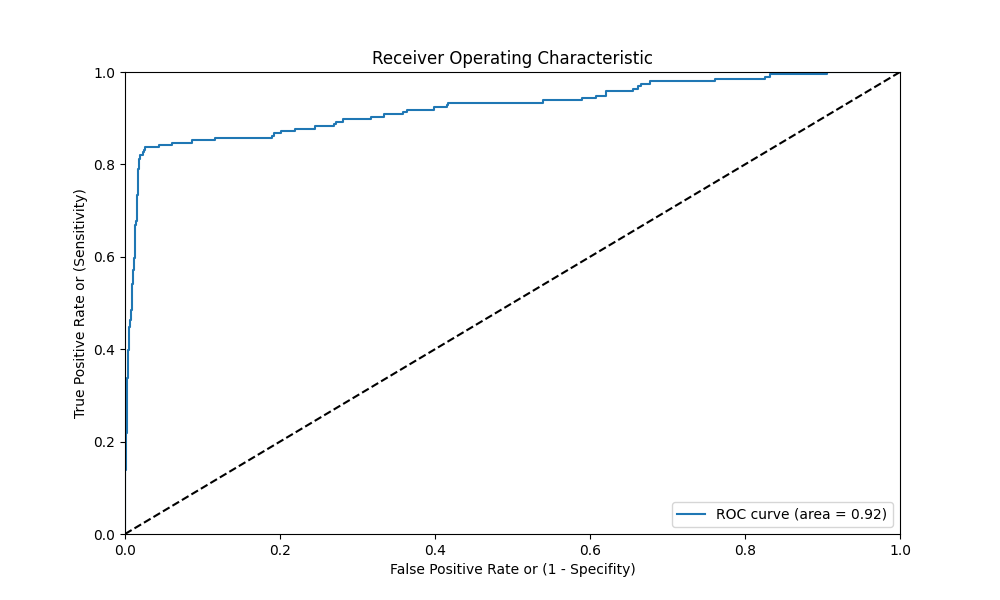 Receiver Operating Characteristic
1.0
0.8
0.6
0.4
0.2
0.0
True Positive Rate or (Sensitivity)
ROC curve (area = 0.92)
0.0 0.2 0.4 0.6 0.8 1.0
False Positive Rate or (1 - Specifity)